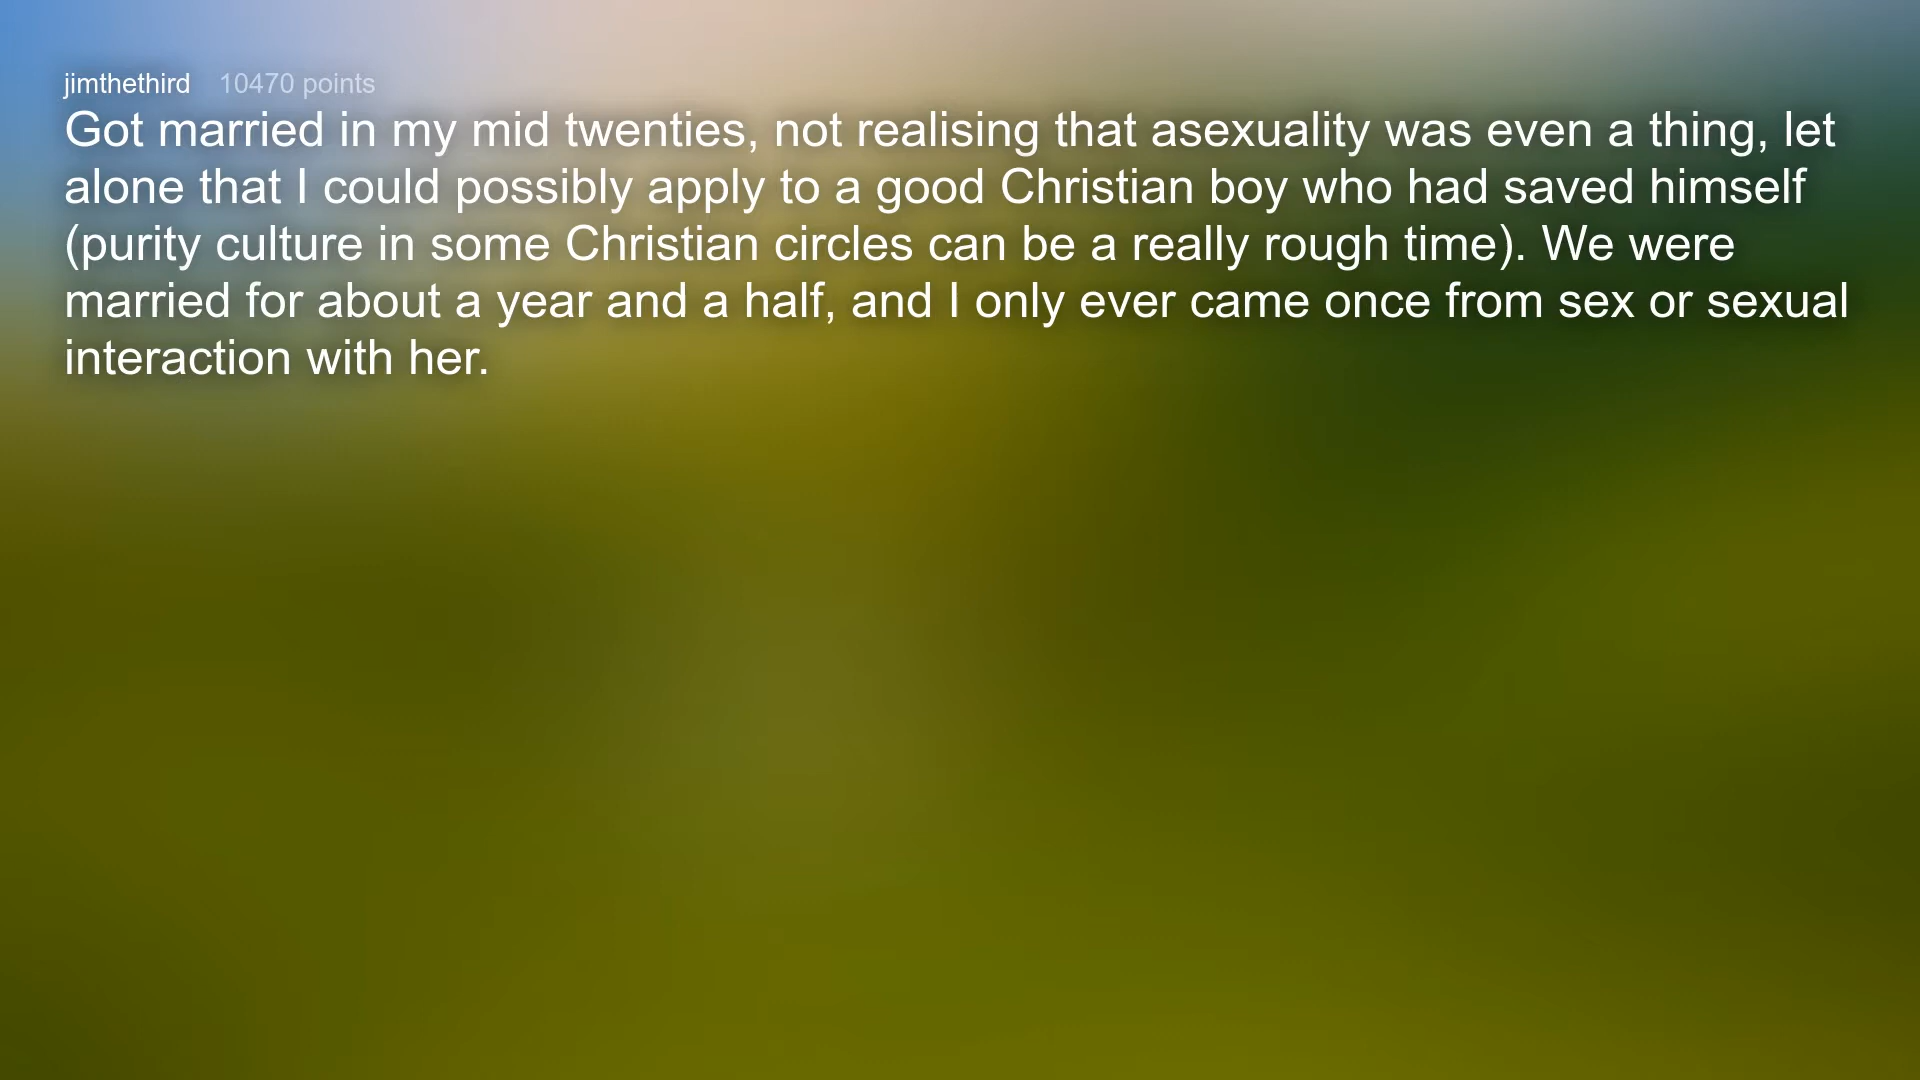 jimthethird 10470 points
Got married in my mid twenties, not realising that asexuality was even a thing, let
alone that I could possibly apply to a good Christian boy who had saved himself
(purity culture in some Christian circles can be a really rough time). We were
married for about a year and a half, and I only ever came once from sex or sexual
interaction with her.